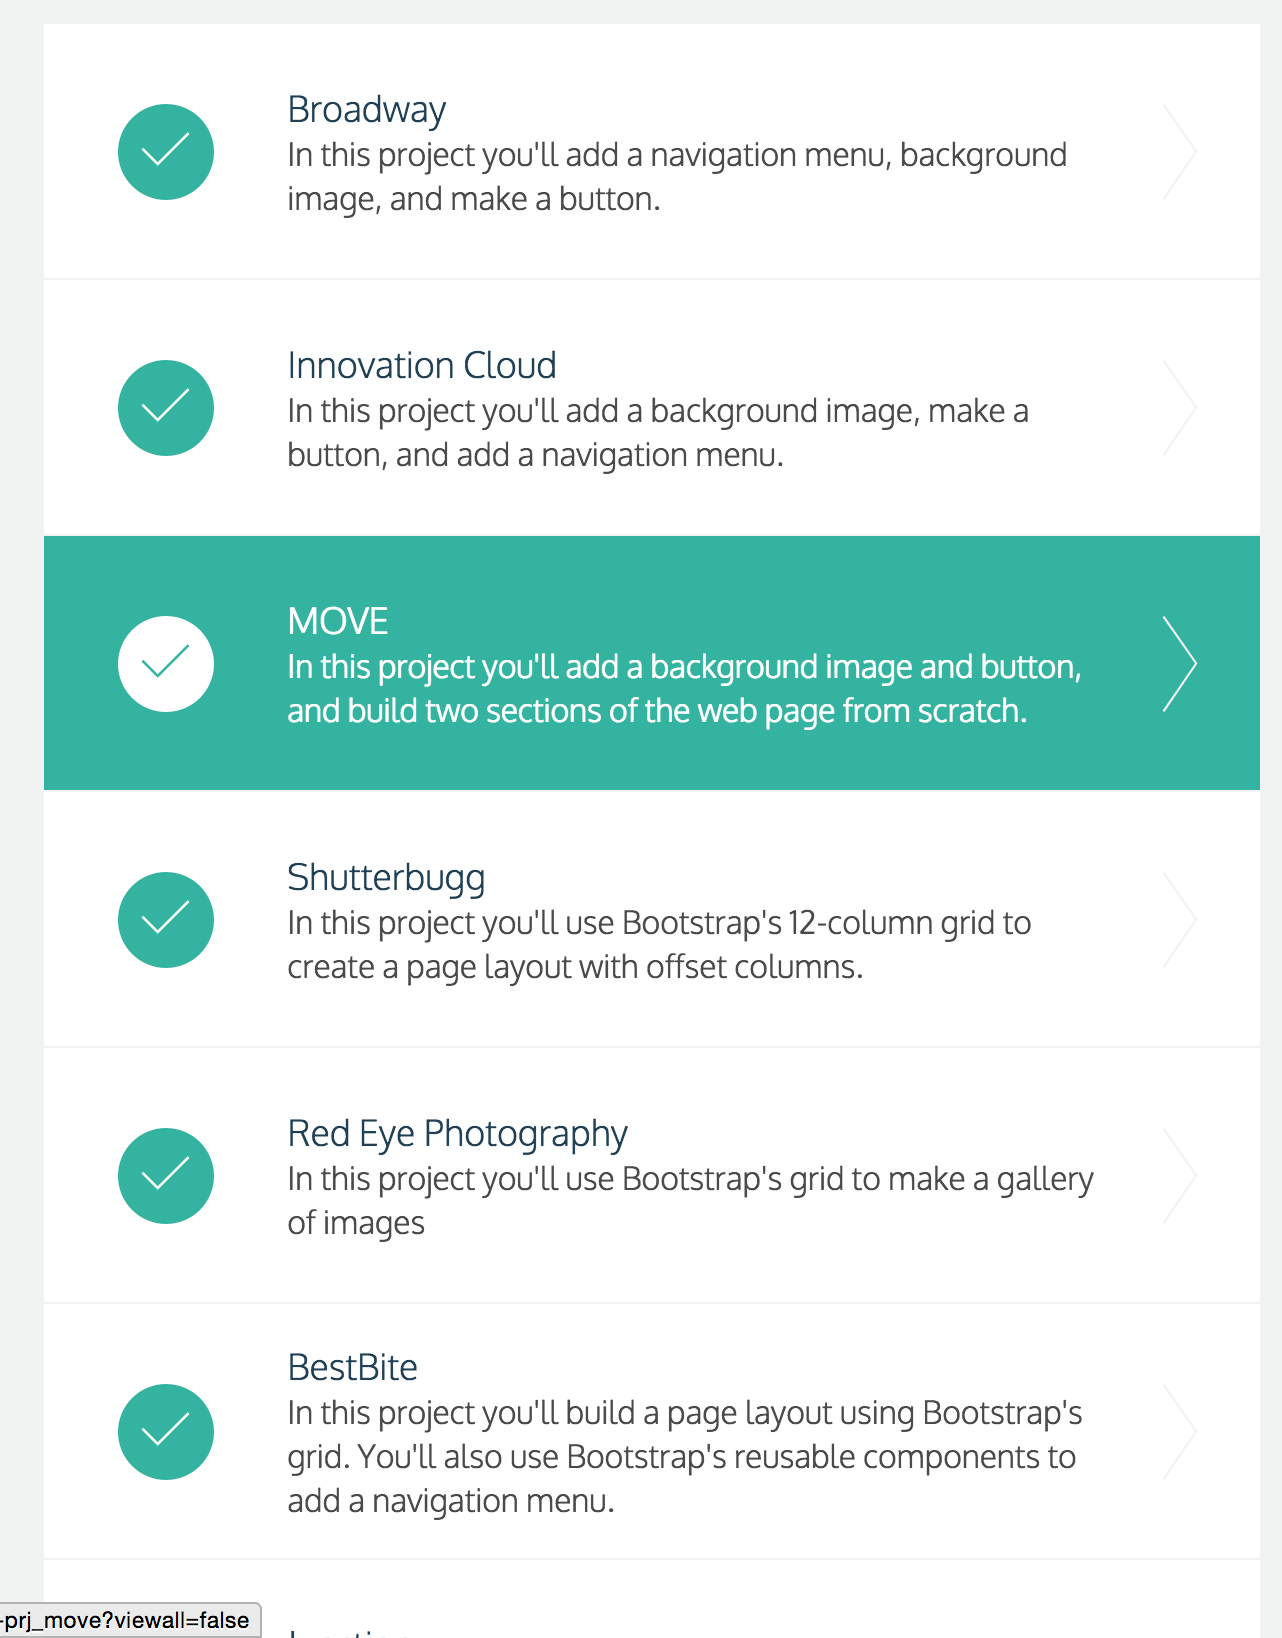 Broadway
In this project you'll add a navigation menu, background
image, and make a button.
Innovation Cloud
In this project you'll add a background image, make a
button, and add a navigation menu.
MOVE
In this project you'll add a background image and button,
and build two sections of the web page from scratch.
Shutterbugg
In this project you'll use Bootstrap's 12-column grid to
create a page layout with offset columns.
Red Eye Photography
In this project you'll use Bootstrap's grid to make a gallery
of images
BestBite
In this project you'll build a page layout using Bootstrap's
grid. You'll also use Bootstrap's reusable components to
add a navigation menu.
-prj_move?viewall=false